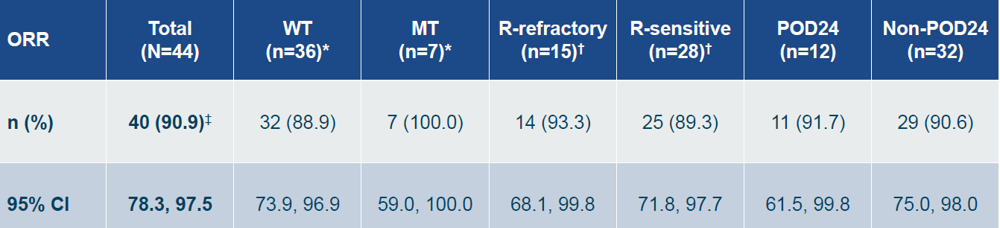 ORR Total (N=44) WT (n=36)* MT (n=7)* R-refractory (n=15)† R-sensitive (n=28)† POD24 (n=12) Non-POD24 (n=32)
n (%) 40 (90.9)‡ 32 (88.9) 7 (100.0) 14 (93.3) 25 (89.3) 11 (91.7) 29 (90.6)
95% CI 78.3, 97.5 73.9, 96.9 59.0, 100.0 68.1, 99.8 71.8, 97.7 61.5, 99.8 75.0, 98.0